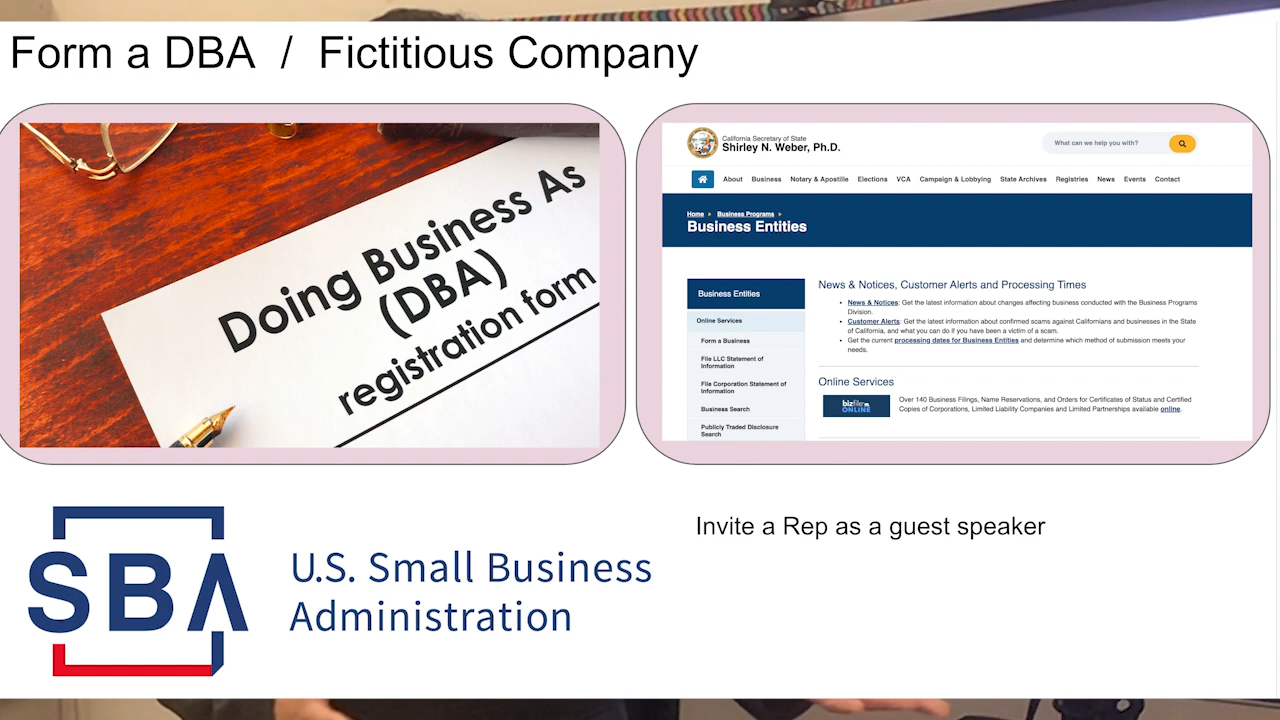 Form a DBA / Fictitious Company
Doing Business As
(DBA)
registration form
California Secretary of State
Shirley N. Weber, Ph.D.
What can we help you with?
About Business Notary & Apostille Elections VCA Campaign & Lobbying State Archives Registries News Events Contact
Home Business Programs
Business Entities
Business Entities
Online Services
Form a Business
File LLC Statement of
Information
File Corporation Statement of
Information
Business Search
Publicly Traded Disclosure
Search
News & Notices, Customer Alerts and Processing Times
News & Notices: Get the latest information about changes affecting business conducted with the Business Programs
Division.
Customer Alerts: Get the latest information about confirmed scams against Californians and businesses in the State
of California, and what you can do if you have been a victim of a scam.
Get the current processing dates for Business Entities and determine which method of submission meets your
needs.
Online Services
bizfile
ONLINE
Over 140 Business Filings, Name Reservations, and Orders for Certificates of Status and Certified
Copies of Corporations, Limited Liability Companies and Limited Partnerships available online.
SBA
U.S. Small Business
Administration
Invite a Rep as a guest speaker